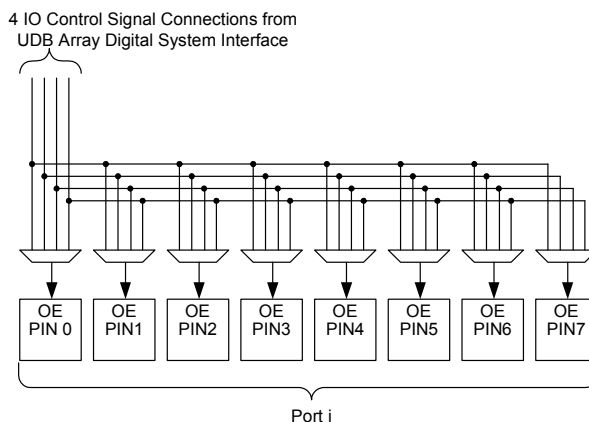 4 IO Control Signal Connections from
UDB Array Digital System Interface
OE
PIN 0
OE
PIN1
OE
PIN2
OE
PIN3
OE
PIN4
OE
PIN5
OE
PIN6
OE
PIN7
Port i